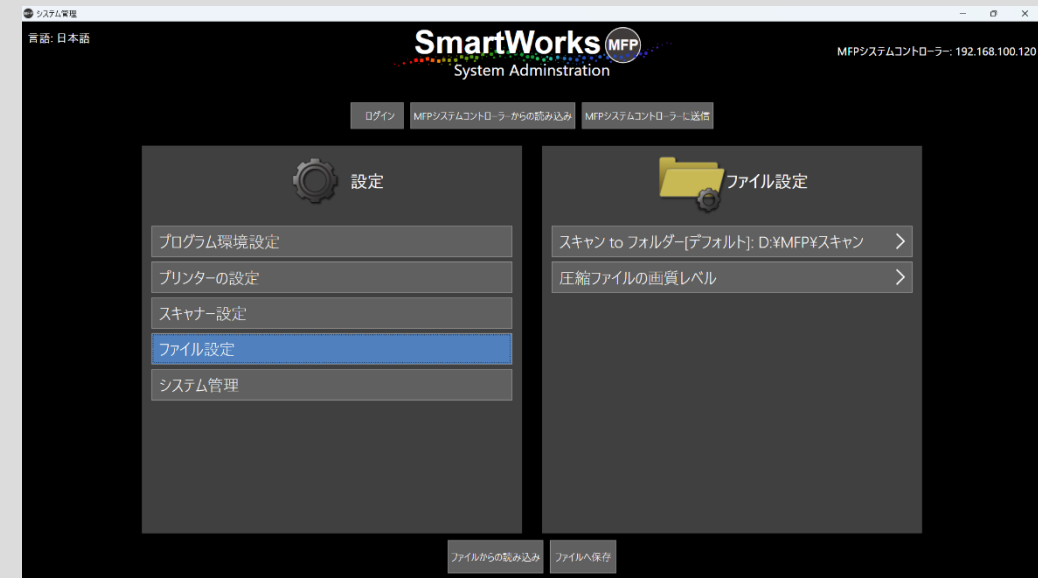 システム管理
言語: 日本語
SmartWorks MFP
System Adminstration
MFPシステムコントローラー: 192.168.100.120
ログイン
MFPシステムコントローラーからの読み込み
MFPシステムコントローラーに送信
設定
プログラム環境設定
プリンターの設定
スキャナー設定
ファイル設定
システム管理
ファイル設定
スキャン to フォルダー[デフォルト]: D:¥MFP¥スキャン
圧縮ファイルの画質レベル
ファイルからの読み込み
ファイルへ保存